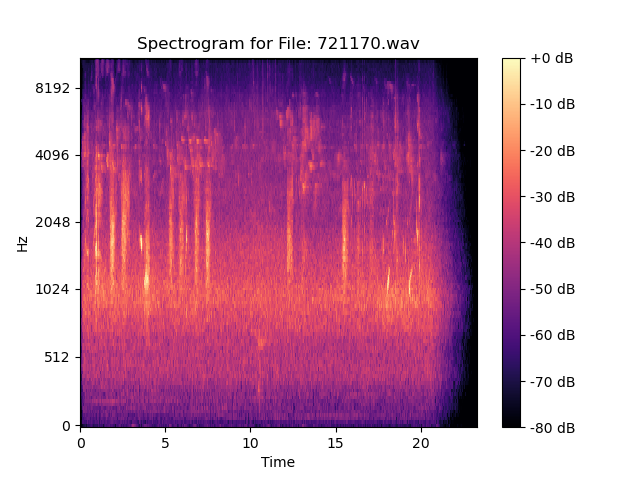 Spectrogram for File: 721170.wav
Hz
8192
4096
2048
1024
512
0
0 5 10 15 20
Time
+0 dB
-10 dB
-20 dB
-30 dB
-40 dB
-50 dB
-60 dB
-70 dB
-80 dB